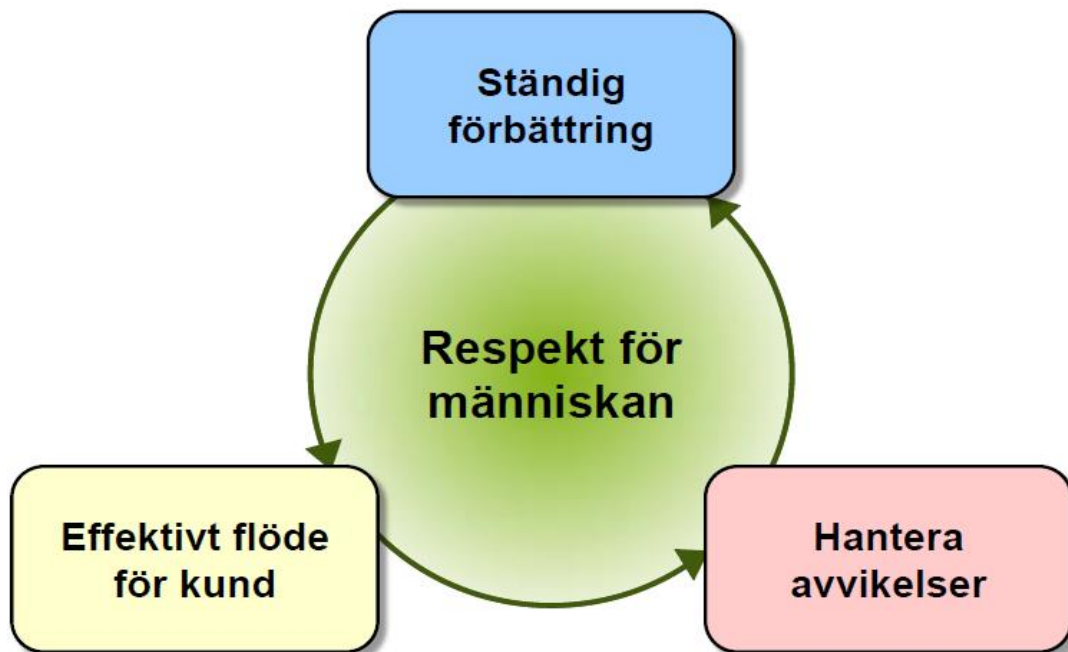 Ständig
förbättring
Respekt för
människan
Effektivt flöde
för kund
Hantera
avvikelser